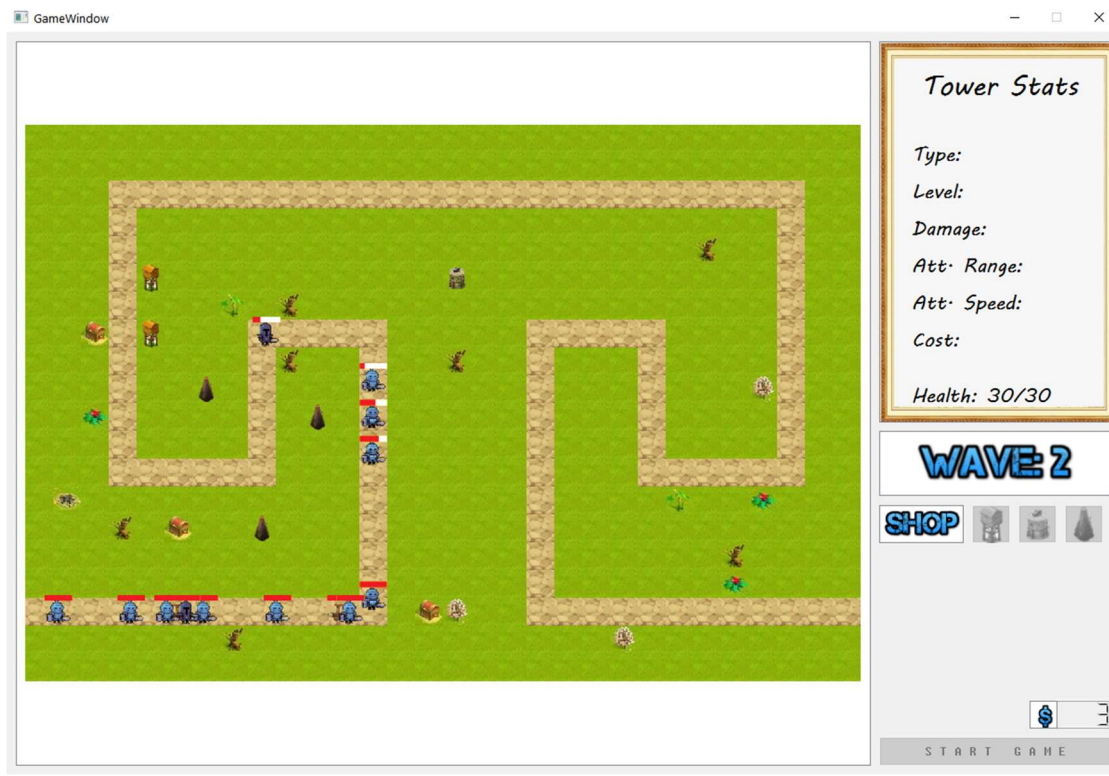 GameWindow
Tower Stats
Type:
Level:
Damage:
Att. Range:
Att. Speed:
Cost:
Health: 30/30
WAVE: 2
SHOP
$
START GAME